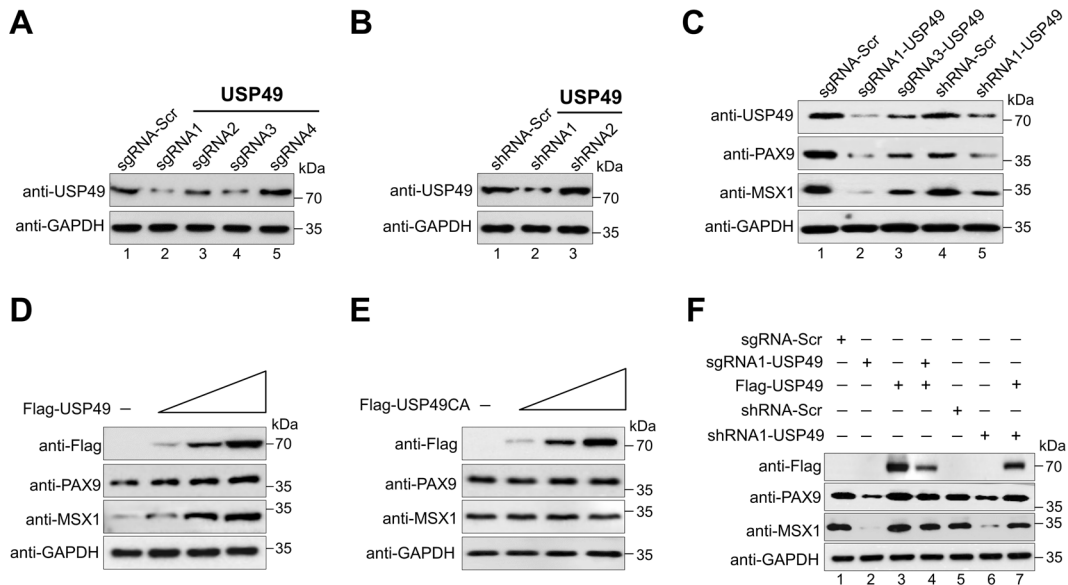 A
USP49
sgRNA-Scr
sgRNA1
sgRNA2
sgRNA3
sgRNA4
kDa
anti-USP49
70
anti-GAPDH
35
1 2 3 4 5
B
USP49
shRNA-Scr
shRNA1
shRNA2
kDa
anti-USP49
70
anti-GAPDH
35
1 2 3
C
sgRNA-Scr
sgRNA1-USP49
sgRNA3-USP49
shRNA-Scr
shRNA1-USP49
kDa
anti-USP49
70
anti-PAX9
35
anti-MSX1
35
anti-GAPDH
35
1 2 3 4 5
D
Flag-USP49 –
kDa
anti-Flag
70
anti-PAX9
35
anti-MSX1
35
anti-GAPDH
35
E
Flag-USP49CA –
kDa
anti-Flag
70
anti-PAX9
35
anti-MSX1
35
anti-GAPDH
35
F
sgRNA-Scr + – – – – – –
sgRNA1-USP49 – + – + – – –
Flag-USP49 – – + + – – +
shRNA-Scr – – – – + – –
shRNA1-USP49 – – – – – + +
kDa
anti-Flag
70
anti-PAX9
35
anti-MSX1
35
anti-GAPDH
35
1 2 3 4 5 6 7